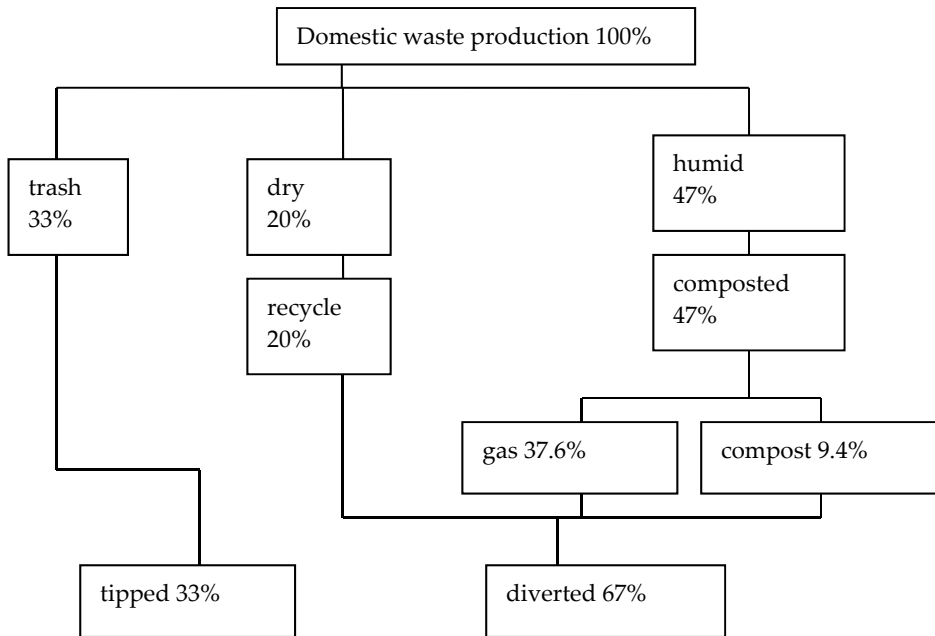 Domestic waste production 100%
trash
33%
dry
20%
humid
47%
recycle
20%
composted
47%
gas 37.6%
compost 9.4%
tipped 33%
diverted 67%